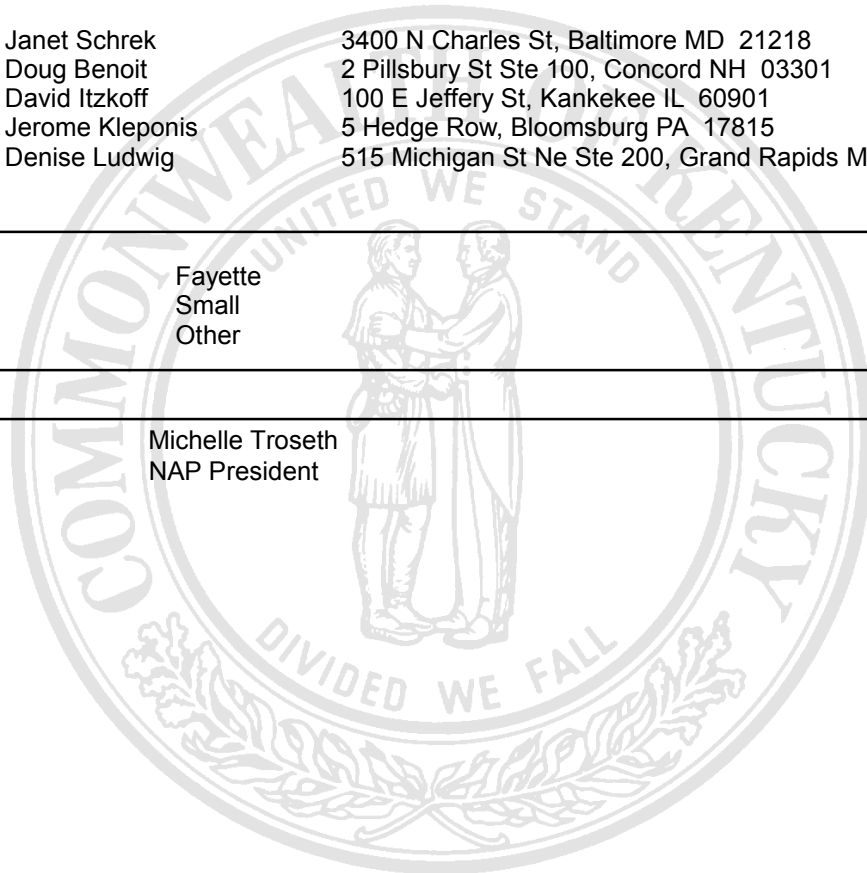 Janet Schrek 3400 N Charles St, Baltimore MD 21218
Doug Benoit 2 Pillsbury St Ste 100, Concord NH 03301
David Itzkoff 100 E Jeffery St, Kankekee IL 60901
Jerome Kleponis 5 Hedge Row, Bloomsburg PA 17815
Denise Ludwig 515 Michigan St Ne Ste 200, Grand Rapids M
Fayette
Small
Other
Michelle Troseth
NAP President
COMMONWEALTH OF KENTUCKY
UNITED WE STAND
DIVIDED WE FALL